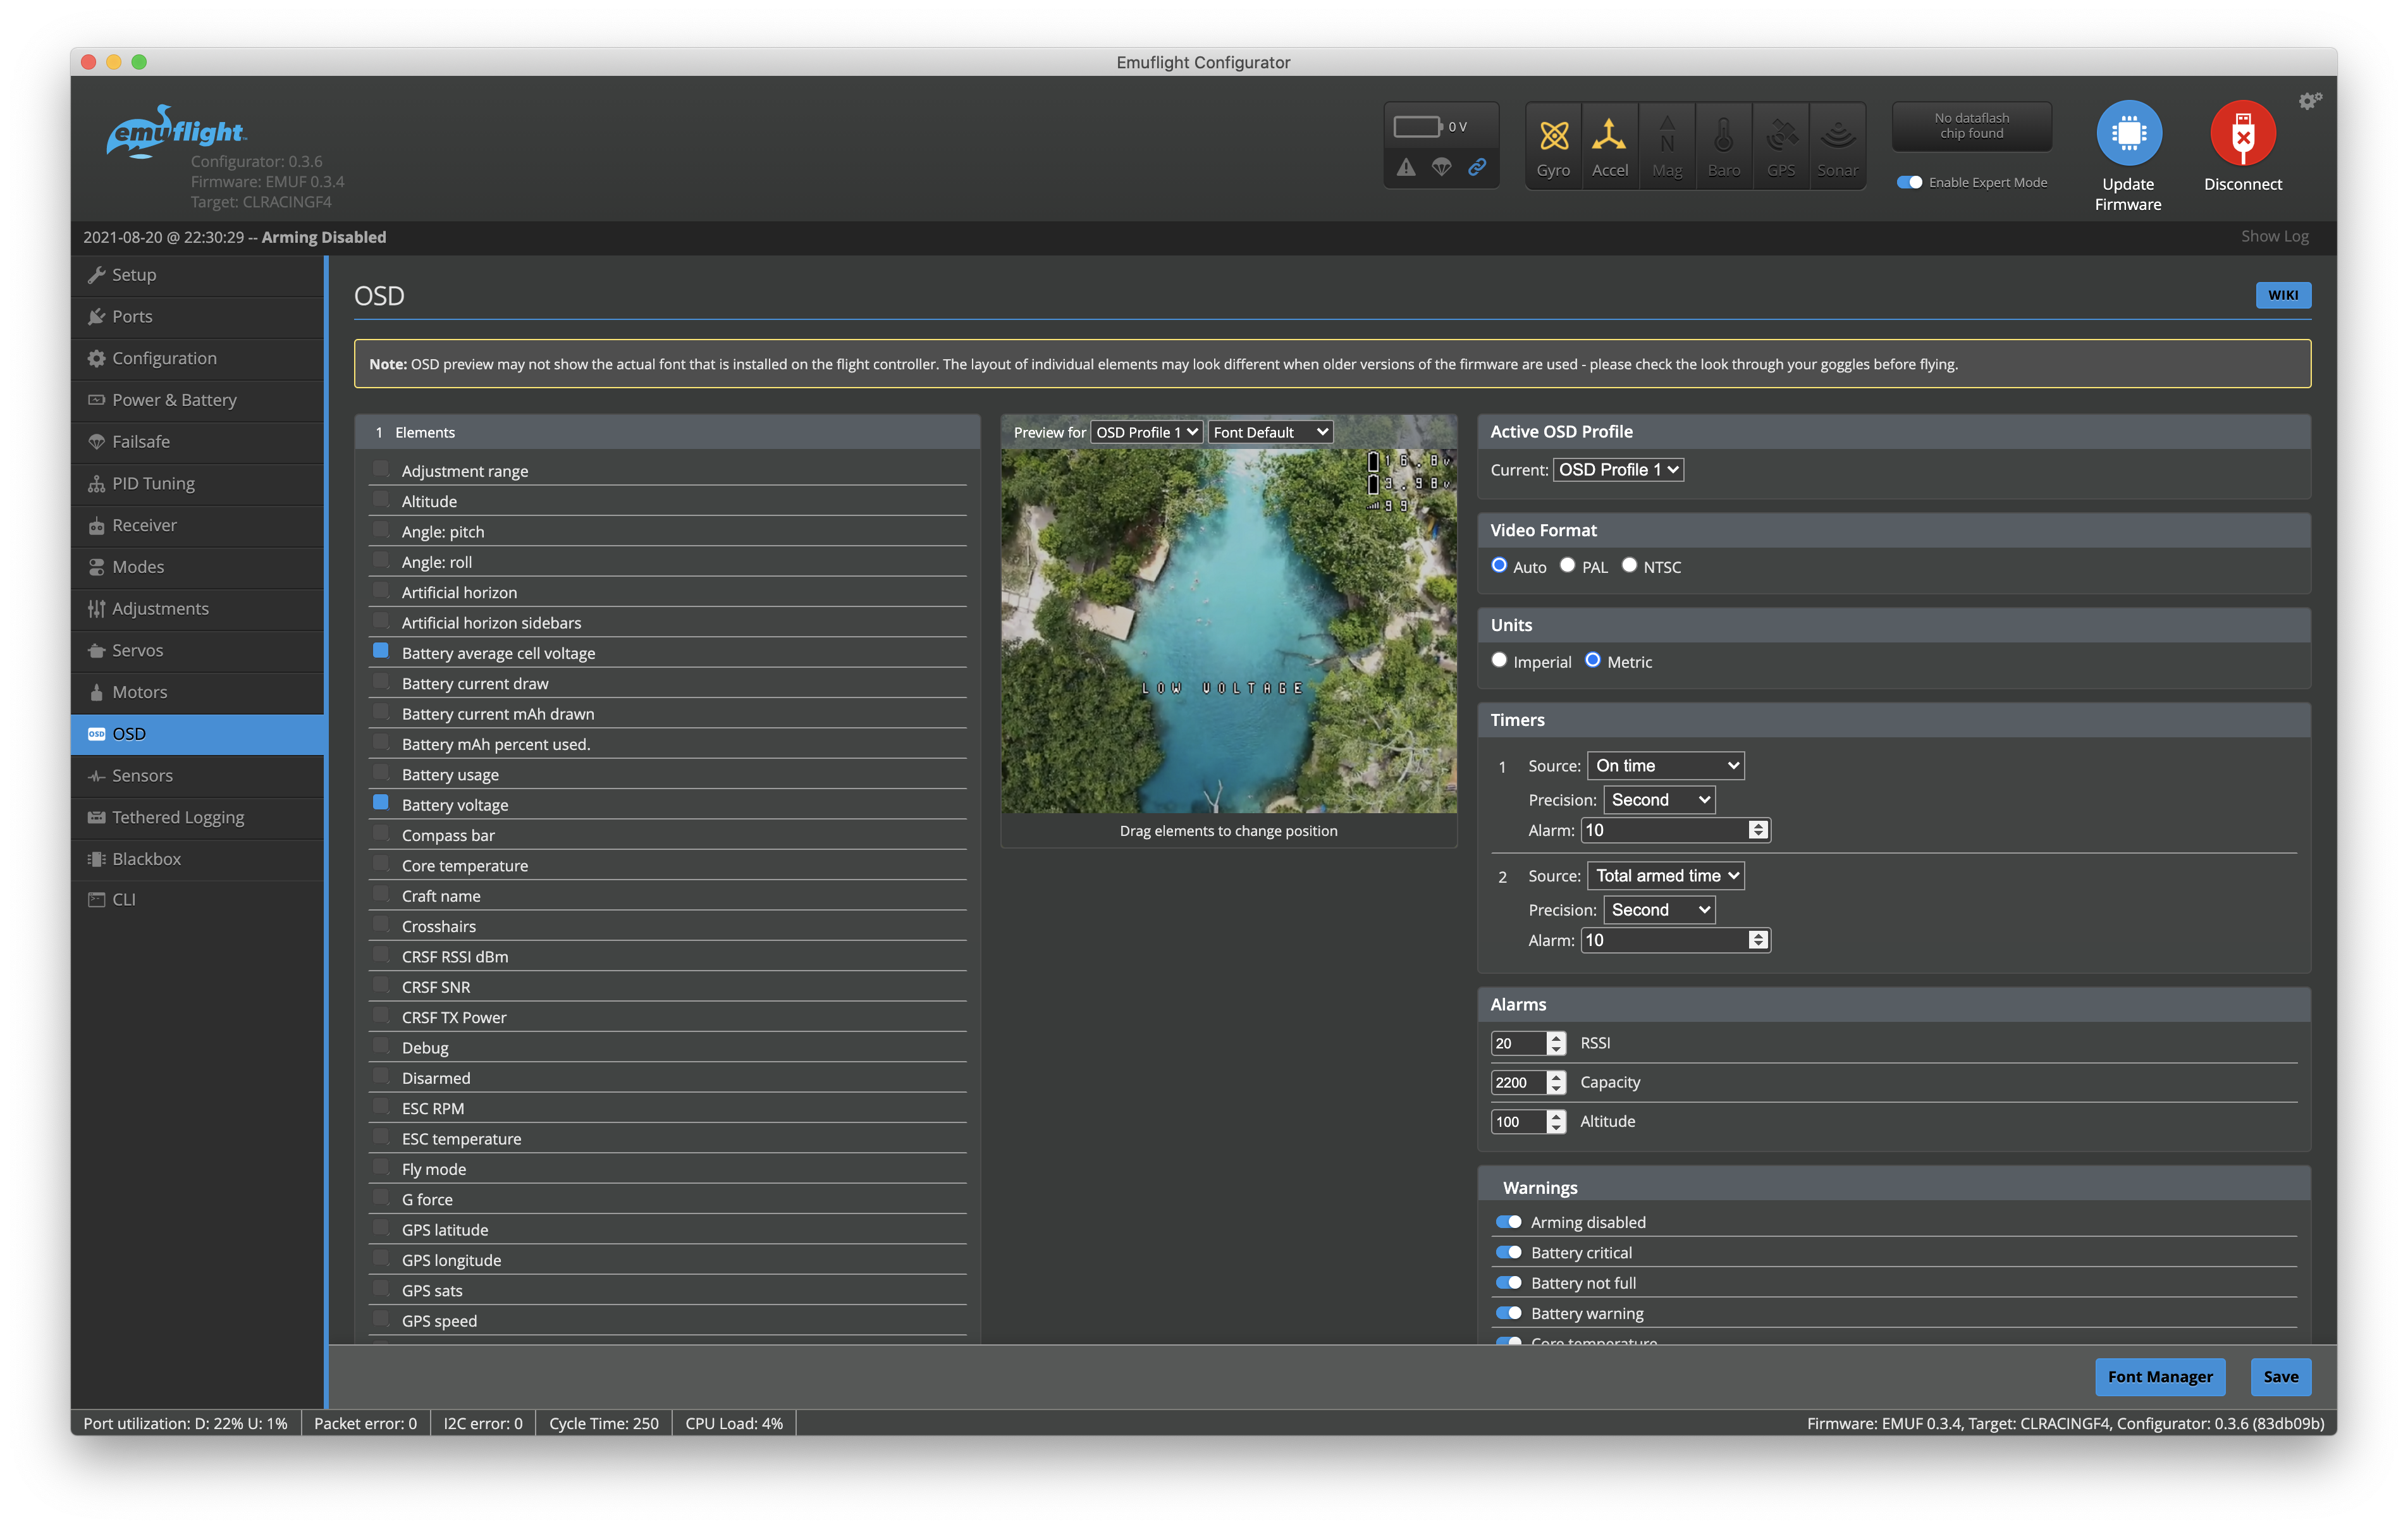 Emuflight Configurator
emuflight
Configurator: 0.3.6
Firmware: EMUF 0.3.4
Target: CLRACINGF4
0 V
Gyro
Accel
Mag
Baro
GPS
Sonar
No dataflash
chip found
Enable Expert Mode
Update
Firmware
Disconnect
2021-08-20 @ 22:30:29 -- Arming Disabled
Show Log
Setup
Ports
Configuration
Power & Battery
Failsafe
PID Tuning
Receiver
Modes
Adjustments
Servos
Motors
OSD OSD
Sensors
Tethered Logging
Blackbox
CLI
OSD
WIKI
Note: OSD preview may not show the actual font that is installed on the flight controller. The layout of individual elements may look different when older versions of the firmware are used - please check the look through your goggles before flying.
1 Elements
Adjustment range
Altitude
Angle: pitch
Angle: roll
Artificial horizon
Artificial horizon sidebars
Battery average cell voltage
Battery current draw
Battery current mAh drawn
Battery mAh percent used.
Battery usage
Battery voltage
Compass bar
Core temperature
Craft name
Crosshairs
CRSF RSSI dBm
CRSF SNR
CRSF TX Power
Debug
Disarmed
ESC RPM
ESC temperature
Fly mode
G force
GPS latitude
GPS longitude
GPS sats
GPS speed
Preview for OSD Profile 1 Font Default
16.8V
3.98V
99
LOW VOLTAGE
Drag elements to change position
Active OSD Profile
Current: OSD Profile 1
Video Format
Auto PAL NTSC
Units
Imperial Metric
Timers
1 Source: On time
Precision: Second
Alarm: 10
2 Source: Total armed time
Precision: Second
Alarm: 10
Alarms
20 RSSI
2200 Capacity
100 Altitude
Warnings
Arming disabled
Battery critical
Battery not full
Battery warning
Core temperature
Font Manager
Save
Port utilization: D: 22% U: 1%
Packet error: 0
I2C error: 0
Cycle Time: 250
CPU Load: 4%
Firmware: EMUF 0.3.4, Target: CLRACINGF4, Configurator: 0.3.6 (83db09b)